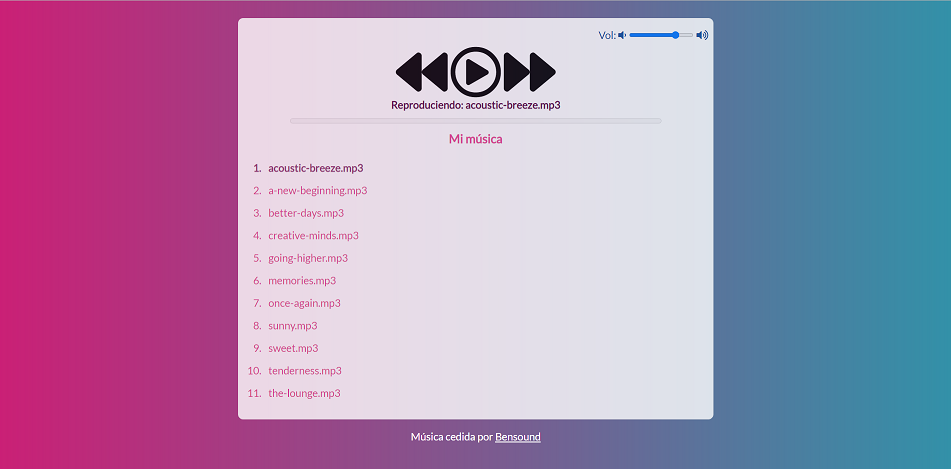 Vol:
Reproduciendo: acoustic-breeze.mp3
Mi música
1. acoustic-breeze.mp3
2. a-new-beginning.mp3
3. better-days.mp3
4. creative-minds.mp3
5. going-higher.mp3
6. memories.mp3
7. once-again.mp3
8. sunny.mp3
9. sweet.mp3
10. tenderness.mp3
11. the-lounge.mp3
Música cedida por Bensound